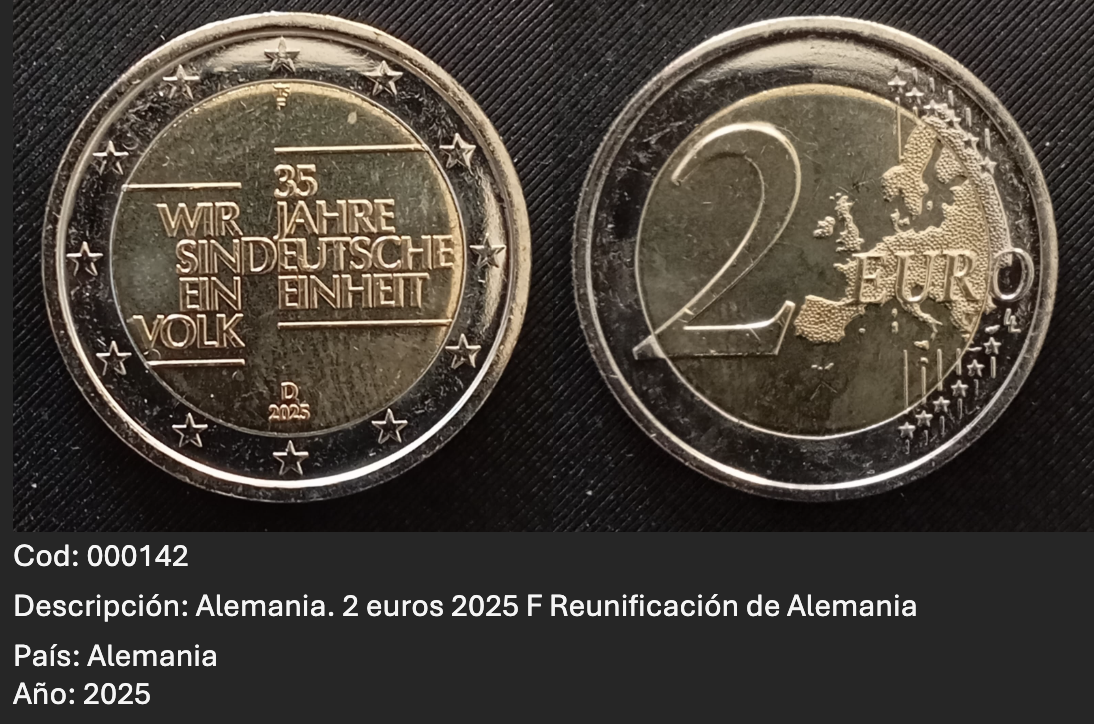 F
35
WIR JAHRE
SINDEUTSCHE
EIN EINHEIT
VOLK
D
2025
2 EURO
Cod: 000142
Descripción: Alemania. 2 euros 2025 F Reunificación de Alemania
País: Alemania
Año: 2025